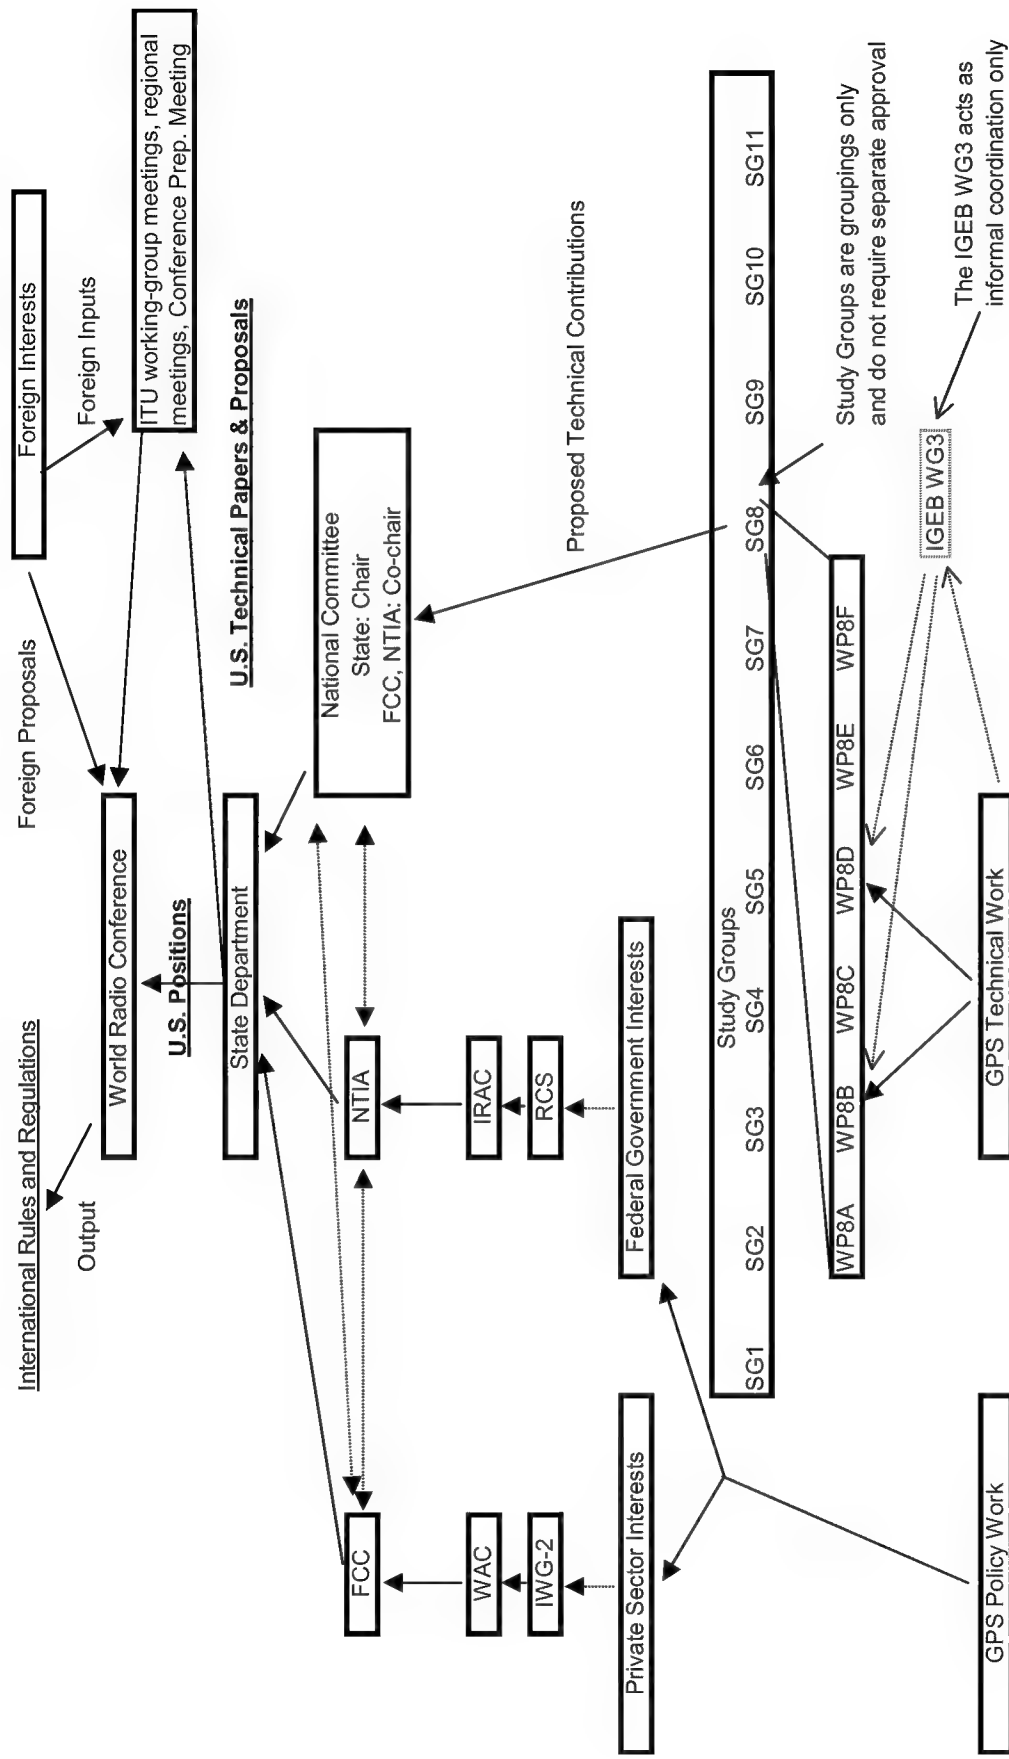 International Rules and Regulations
Output
Foreign Proposals
Foreign Interests
Foreign Inputs
World Radio Conference
ITU working-group meetings, regional
meetings, Conference Prep. Meeting
U.S. Positions
State Department
U.S. Technical Papers & Proposals
FCC
NTIA
National Committee
State: Chair
FCC, NTIA: Co-chair
WAC
IRAC
IWG-2
RCS
Proposed Technical Contributions
Private Sector Interests
Federal Government Interests
Study Groups
SG1 SG2 SG3 SG4 SG5 SG6 SG7 SG8 SG9 SG10 SG11
WP8A WP8B WP8C WP8D WP8E WP8F
Study Groups are groupings only
and do not require separate approval
IGEB WG3
The IGEB WG3 acts as
informal coordination only
GPS Policy Work
GPS Technical Work